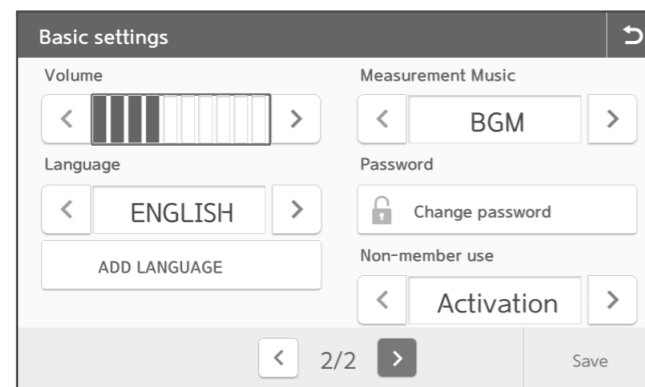 Basic settings
Volume
Measurement Music
BGM
Language
Password
ENGLISH
Change password
ADD LANGUAGE
Non-member use
Activation
2/2
Save